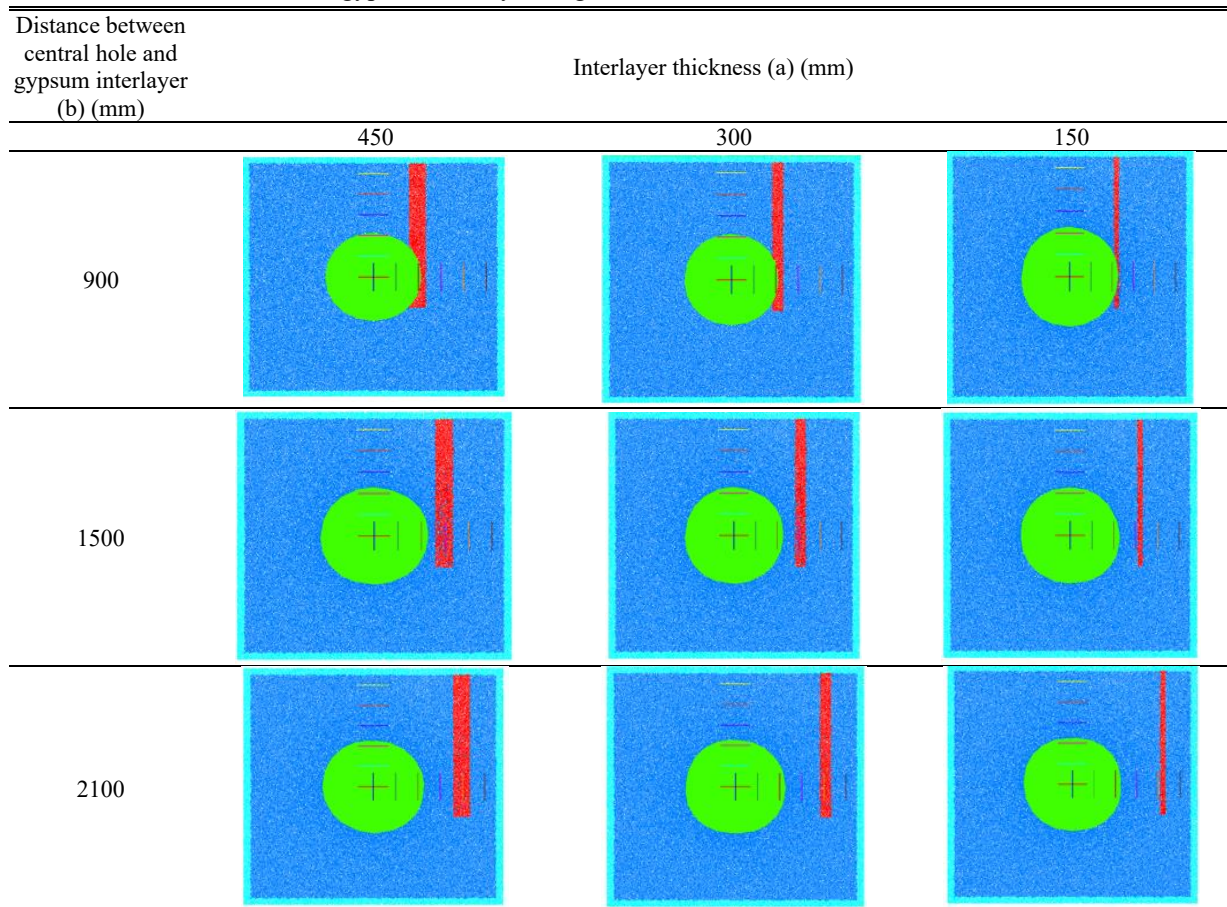 Distance between
central hole and
gypsum interlayer
(b) (mm)
Interlayer thickness (a) (mm)
450 300 150
900
1500
2100